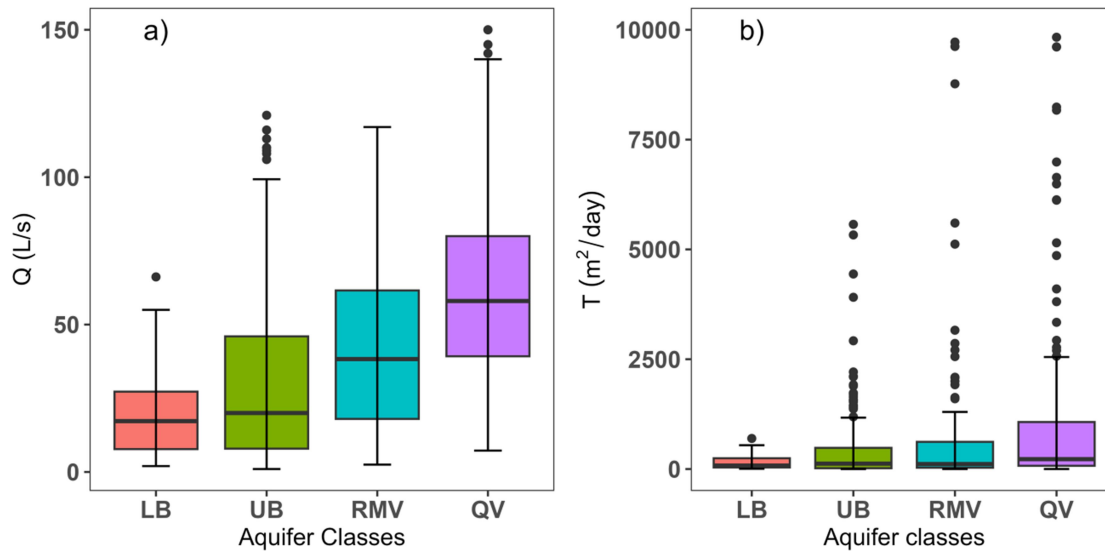 a)
150
100
50
0
Q (L/s)
LB UB RMV QV
Aquifer Classes
b)
10000
7500
5000
2500
0
T (m²/day)
LB UB RMV QV
Aquifer classes